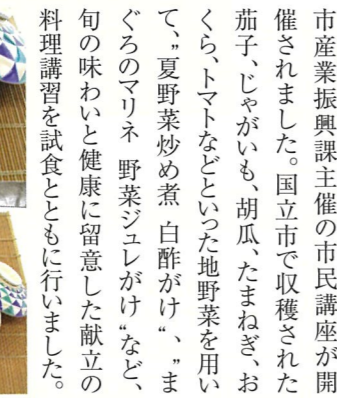 市産業振興課主催の市民講座が開
催されました。国立市で収穫された
茄子、じゃがいも、胡瓜、たまねぎ、お
くら、トマトなどといった地野菜を用い
て、”夏野菜炒め煮 白酢がけ“、”ま
ぐろのマリネ 野菜ジュレがけ“など、
旬の味わいと健康に留意した献立の
料理講習を試食とともに行いました。